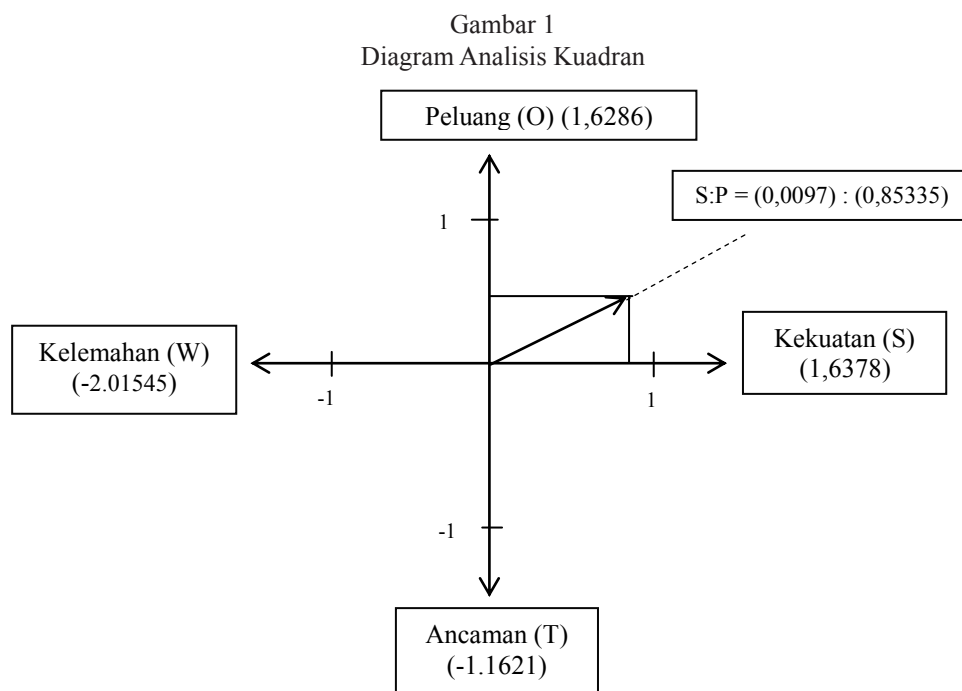 Gambar 1
Diagram Analisis Kuadran
Peluang (O) (1,6286)
S:P = (0,0097) : (0,85335)
1
Kelemahan (W)
(-2.01545)
Kekuatan (S)
(1,6378)
-1
1
-1
Ancaman (T)
(-1.1621)